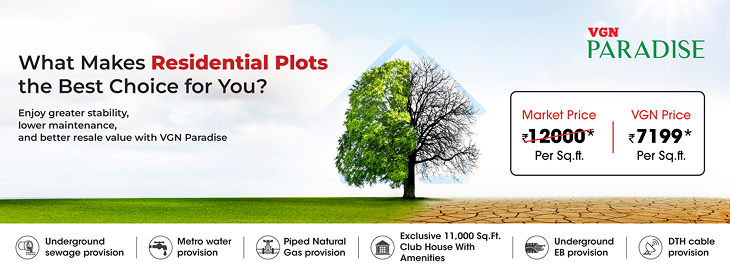 What Makes Residential Plots
the Best Choice for You?
Enjoy greater stability,
lower maintenance,
and better resale value with VGN Paradise
VGN
PARADISE
Market Price
₹12000*
Per Sq.ft.
VGN Price
₹7199*
Per Sq.ft.
Underground
sewage provision
Metro water
provision
Piped Natural
Gas provision
Exclusive 11,000 Sq.Ft.
Club House With
Amenities
Underground
EB provision
DTH cable
provision